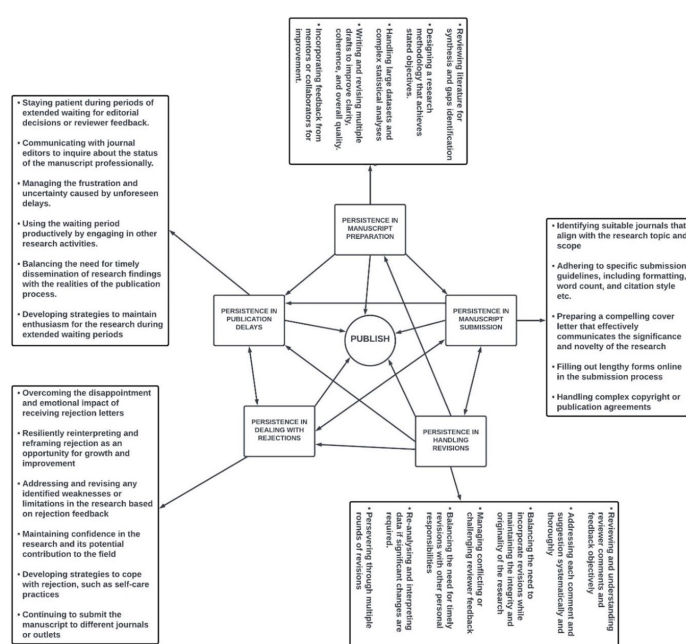 • Reviewing literature for
synthesis and gaps identification
• Designing a research
methodology that achieves
stated objectives.
• Handling large datasets and
complex statistical analyses
• Writing and revising multiple
drafts to improve clarity,
coherence, and overall quality.
• Incorporating feedback from
mentors or collaborators for
improvement.
• Staying patient during periods of
extended waiting for editorial
decisions or reviewer feedback.
• Communicating with journal
editors to inquire about the status
of the manuscript professionally.
• Managing the frustration and
uncertainty caused by unforeseen
delays.
• Using the waiting period
productively by engaging in other
research activities.
• Balancing the need for timely
dissemination of research findings
with the realities of the publication
process.
• Developing strategies to maintain
enthusiasm for the research during
extended waiting periods
PERSISTENCE IN
MANUSCRIPT
PREPARATION
• Identifying suitable journals that
align with the research topic and
scope
• Adhering to specific submission
guidelines, including formatting,
word count, and citation style
etc.
• Preparing a compelling cover
letter that effectively
communicates the significance
and novelty of the research
• Filling out lengthy forms online
in the submission process
• Handling complex copyright or
publication agreements
PERSISTENCE IN
PUBLICATION
DELAYS
PUBLISH
PERSISTENCE IN
MANUSCRIPT
SUBMISSION
• Overcoming the disappointment
and emotional impact of
receiving rejection letters
• Resiliently reinterpreting and
reframing rejection as an
opportunity for growth and
improvement
• Addressing and revising any
identified weaknesses or
limitations in the research based
on rejection feedback
• Maintaining confidence in the
research and its potential
contribution to the field
• Developing strategies to cope
with rejection, such as self-care
practices
• Continuing to submit the
manuscript to different journals
or outlets
PERSISTENCE IN
DEALING WITH
REJECTIONS
PERSISTENCE IN
HANDLING
REVISIONS
• Reviewing and understanding
reviewer comments and
feedback objectively
• Addressing each comment and
suggestion systematically and
thoroughly
• Balancing the need to
incorporate revisions while
maintaining the integrity and
originality of the research
• Managing conflicting or
challenging reviewer feedback
• Balancing the need for timely
revisions with other personal
responsibilities
• Re-analysing and interpreting
data if significant changes are
required.
• Persevering through multiple
rounds of revisions